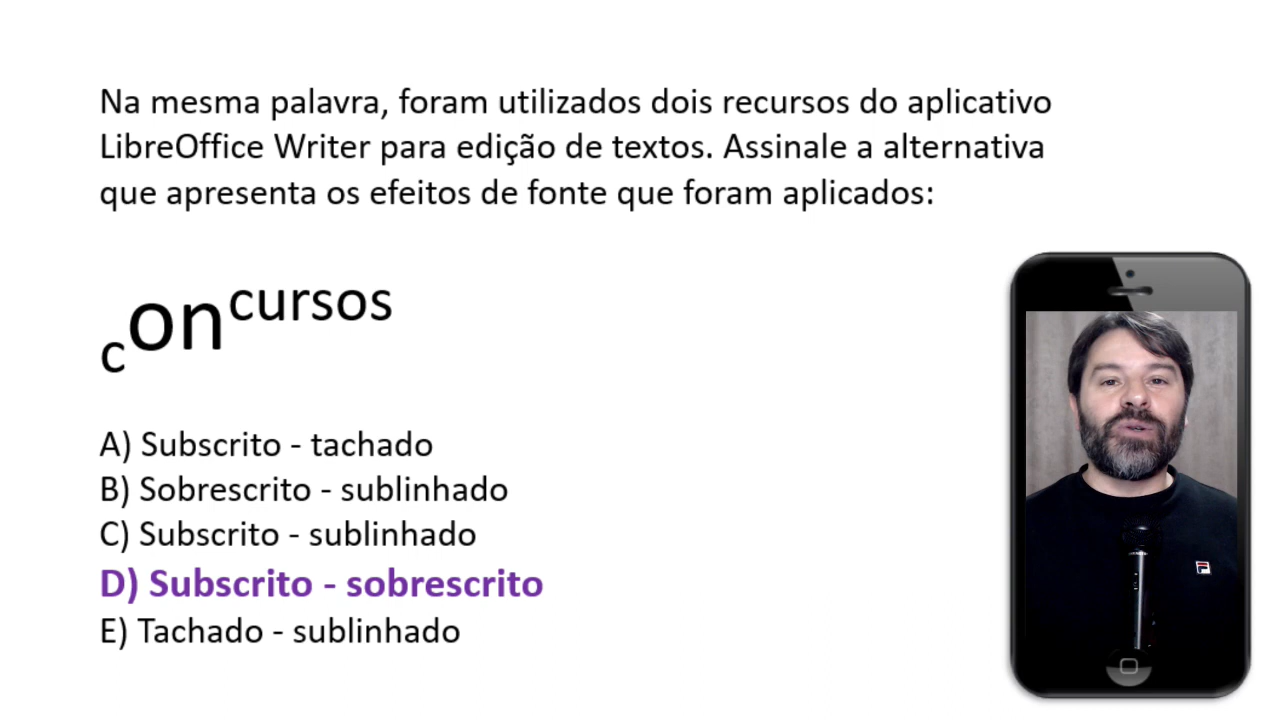 Na mesma palavra, foram utilizados dois recursos do aplicativo
LibreOffice Writer para edição de textos. Assinale a alternativa
que apresenta os efeitos de fonte que foram aplicados:
concursos
A) Subscrito - tachado
B) Sobrescrito - sublinhado
C) Subscrito - sublinhado
D) Subscrito - sobrescrito
E) Tachado - sublinhado